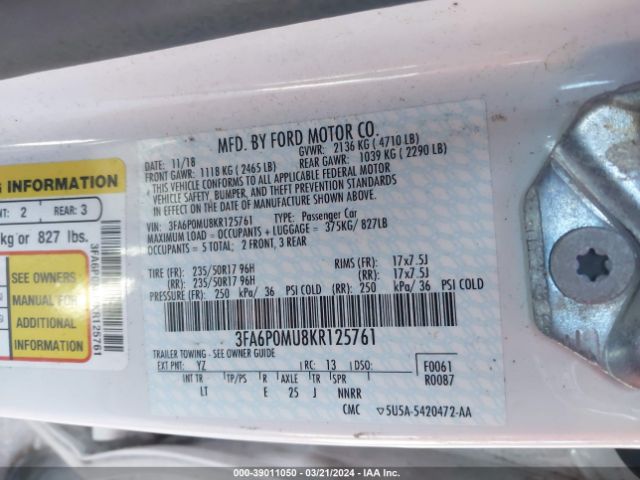 MFD. BY FORD MOTOR CO.
DATE: 11/18 GVWR: 2136 KG ( 4710 LB)
FRONT GAWR: 1118 KG ( 2465 LB) REAR GAWR: 1039 KG ( 2290 LB)
* THIS VEHICLE CONFORMS TO ALL APPLICABLE FEDERAL MOTOR
VEHICLE SAFETY, BUMPER, AND THEFT PREVENTION STANDARDS
IN EFFECT ON THE DATE OF MANUFACTURE SHOWN ABOVE.
VIN: 3FA6P0MU8KR125761 TYPE: Passenger Car
MAXIMUM LOAD = OCCUPANTS + LUGGAGE = 375KG/ 827LB
OCCUPANTS = 5 TOTAL; 2 FRONT, 3 REAR
TIRE (FR): 235/50R17 96H RIMS (FR): 17x7.5J
(RR): 235/50R17 96H (RR): 17x7.5J
PRESSURE (FR): 250 kPa/ 36 PSI COLD (RR): 250 kPa/ 36 PSI COLD
3FA6P0MU8KR125761
TRAILER TOWING - SEE OWNER GUIDE
EXT PNT: YZ RC: 13 DSO: F0061
R0087
INT TR TP/PS R AXLE TR SPR
LT E 25 J NNRR
CMC 5U5A-5420472-AA
G INFORMATION
NT: 2 REAR: 3
kg or 827 lbs.
SEE OWNERS
MANUAL FOR
ADDITIONAL
INFORMATION
3FA6P0MU8KR125761
000-39011050 - 03/21/2024 - IAA Inc.